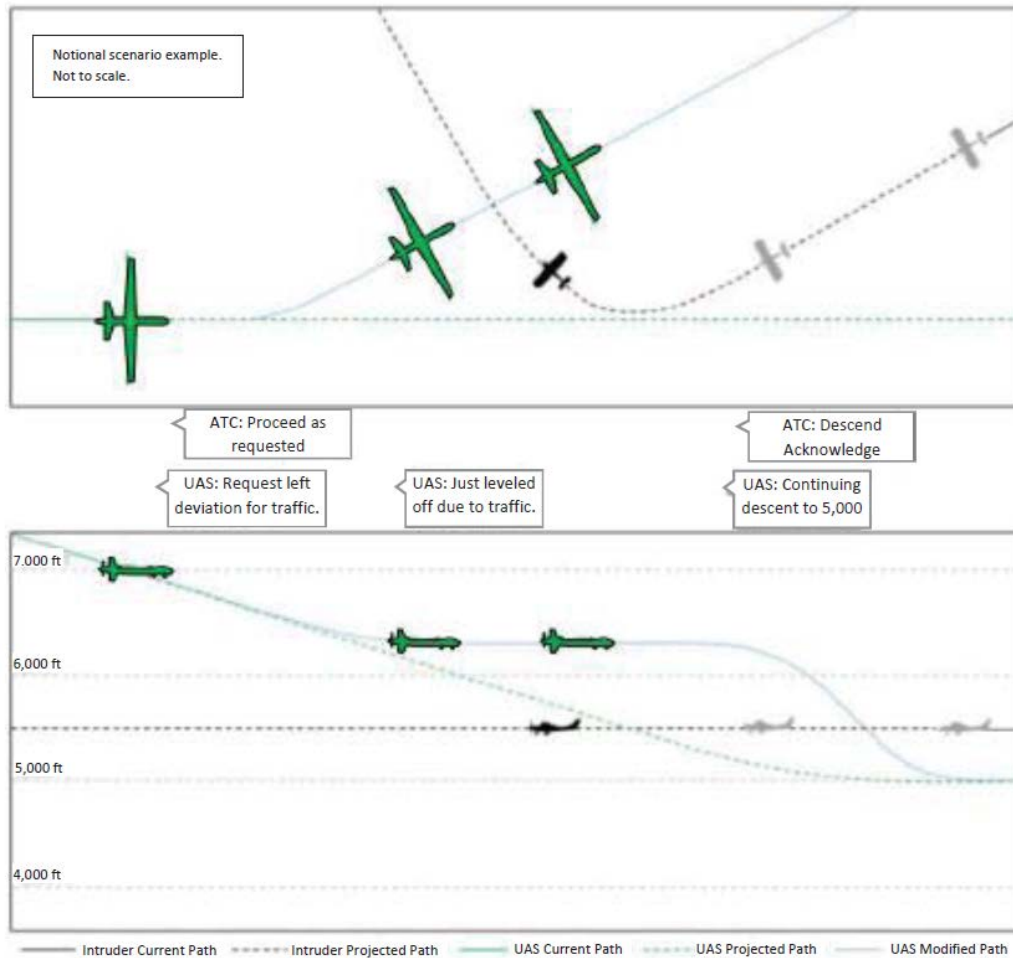 Notional scenario example.
Not to scale.
ATC: Proceed as
requested
ATC: Descend
Acknowledge
UAS: Request left
deviation for traffic.
UAS: Just leveled
off due to traffic.
UAS: Continuing
descent to 5,000
7,000 ft
6,000 ft
5,000 ft
4,000 ft
Intruder Current Path Intruder Projected Path UAS Current Path UAS Projected Path UAS Modified Path